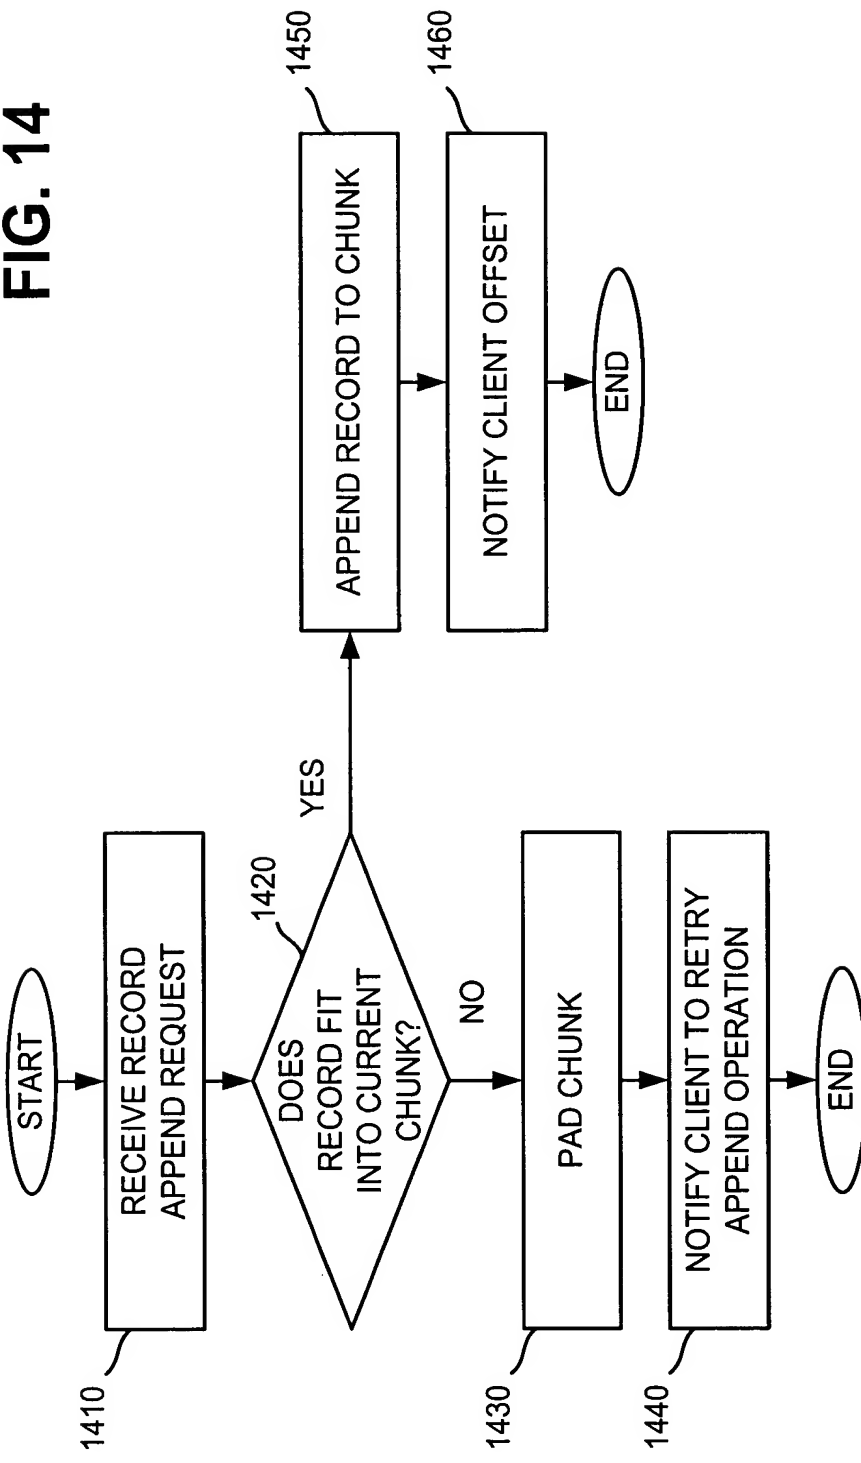 FIG. 14
START
1410
RECEIVE RECORD
APPEND REQUEST
1420
DOES
RECORD FIT
INTO CURRENT
CHUNK?
YES
NO
1430
PAD CHUNK
1440
NOTIFY CLIENT TO RETRY
APPEND OPERATION
END
1450
APPEND RECORD TO CHUNK
1460
NOTIFY CLIENT OFFSET
END